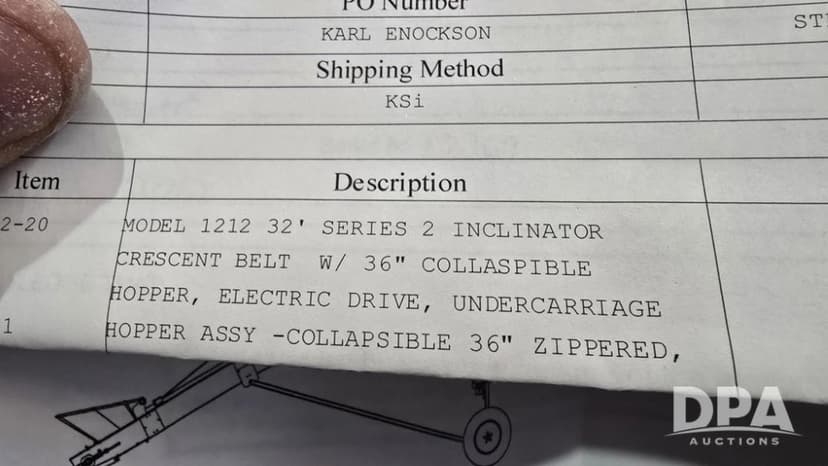 PO Number
KARL ENOCKSON
Shipping Method
KSi
Item Description
2-20 MODEL 1212 32' SERIES 2 INCLINATOR
CRESCENT BELT W/ 36" COLLASPIBLE
HOPPER, ELECTRIC DRIVE, UNDERCARRIAGE
1 HOPPER ASSY -COLLAPSIBLE 36" ZIPPERED,
DPA
AUCTIONS